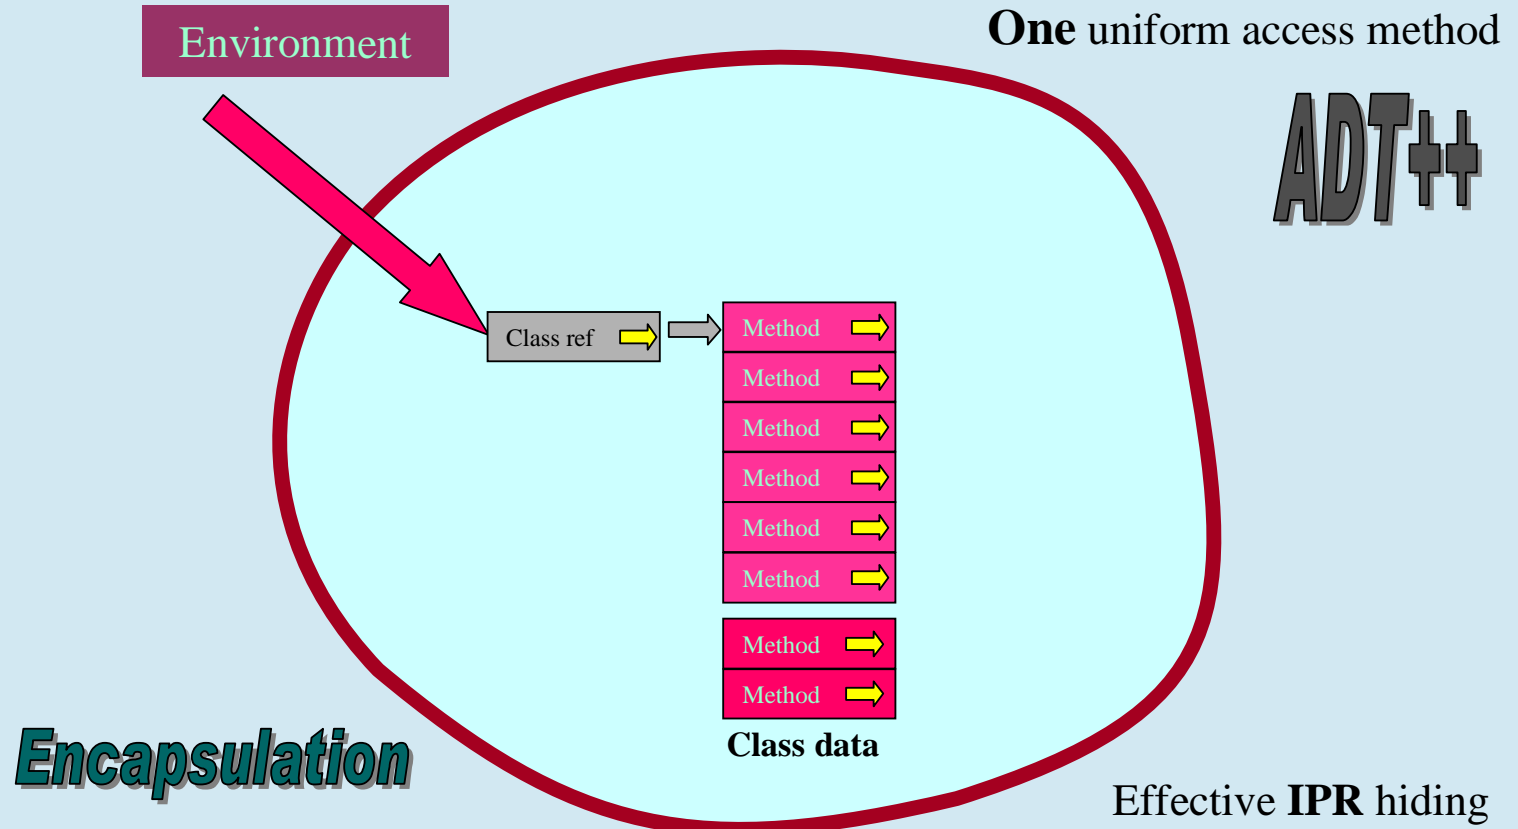 Environment
One uniform access method
ADT++
Class ref
Method
Method
Method
Method
Method
Method
Method
Method
Class data
Encapsulation
Effective IPR hiding